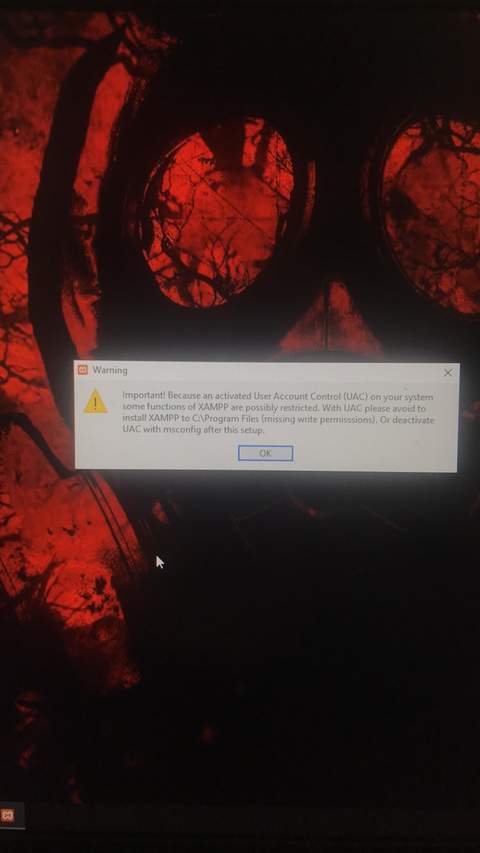 Warning
Important! Because an activated User Account Control (UAC) on your system
some functions of XAMPP are possibly restricted. With UAC please avoid to
install XAMPP to C:\Program Files (missing write permisssions). Or deactivate
UAC with msconfig after this setup.
OK